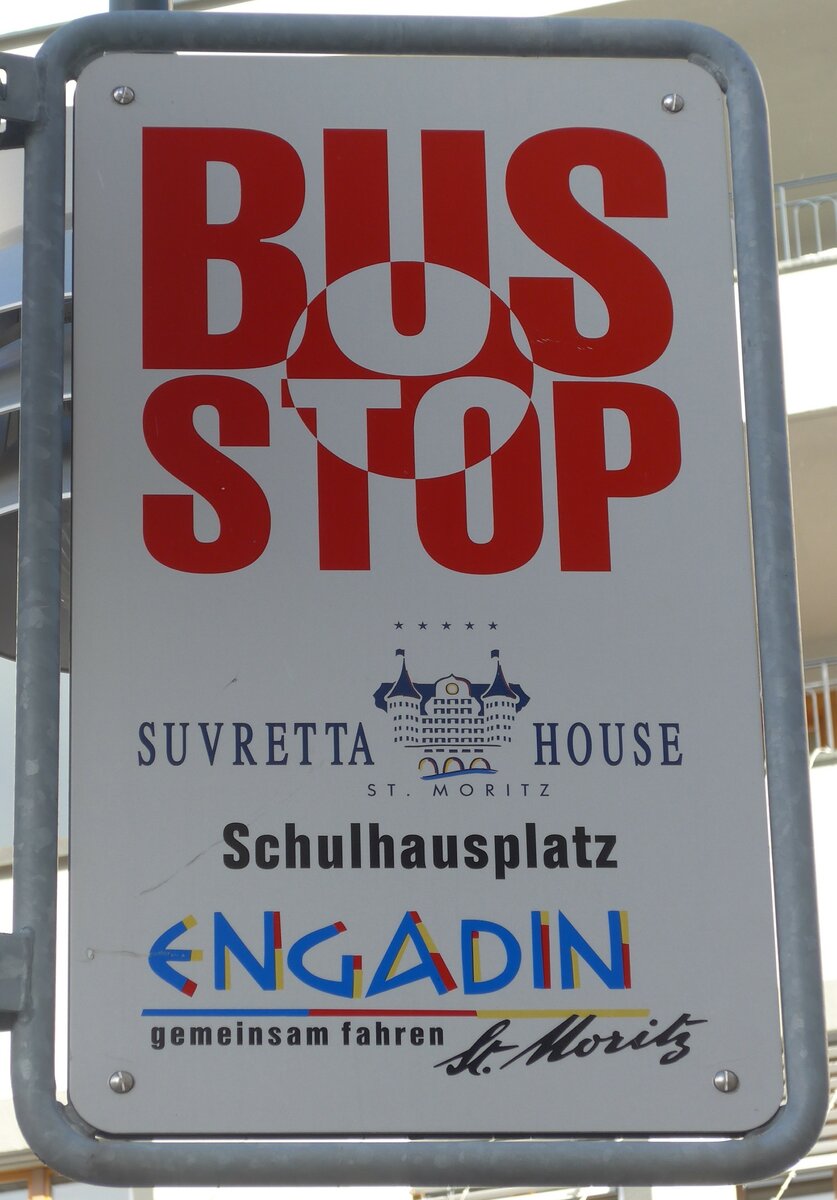 BUS
STOP
SUVRETTA HOUSE
ST. MORITZ
Schulhausplatz
ENGADIN
gemeinsam fahren St. Moritz